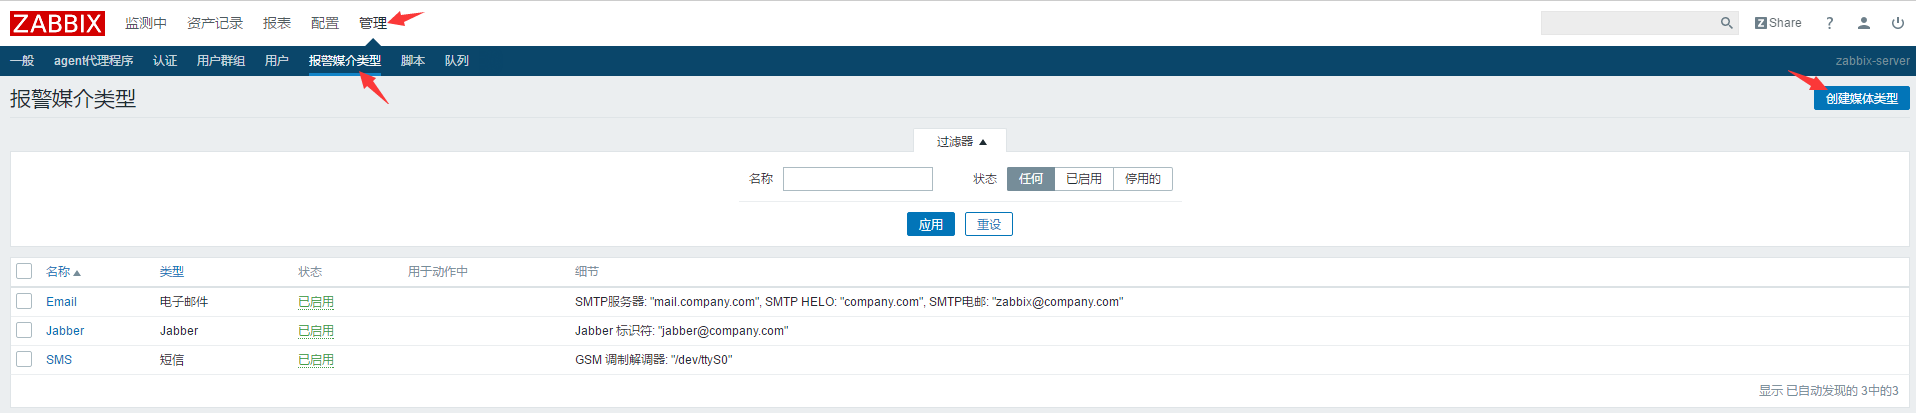 ZABBIX 监测中 资产记录 报表 配置 管理 Z Share ?
一般 agent代理程序 认证 用户群组 用户 报警媒介类型 脚本 队列 zabbix-server
报警媒介类型 创建媒体类型
过滤器
名称 状态 任何 已启用 停用的
应用 重设
名称 类型 状态 用于动作中 细节
Email 电子邮件 已启用 SMTP服务器: "mail.company.com", SMTP HELO: "company.com", SMTP电邮: "zabbix@company.com"
Jabber Jabber 已启用 Jabber 标识符: "jabber@company.com"
SMS 短信 已启用 GSM 调制解调器: "/dev/ttyS0"
显示 已自动发现的 3中的3